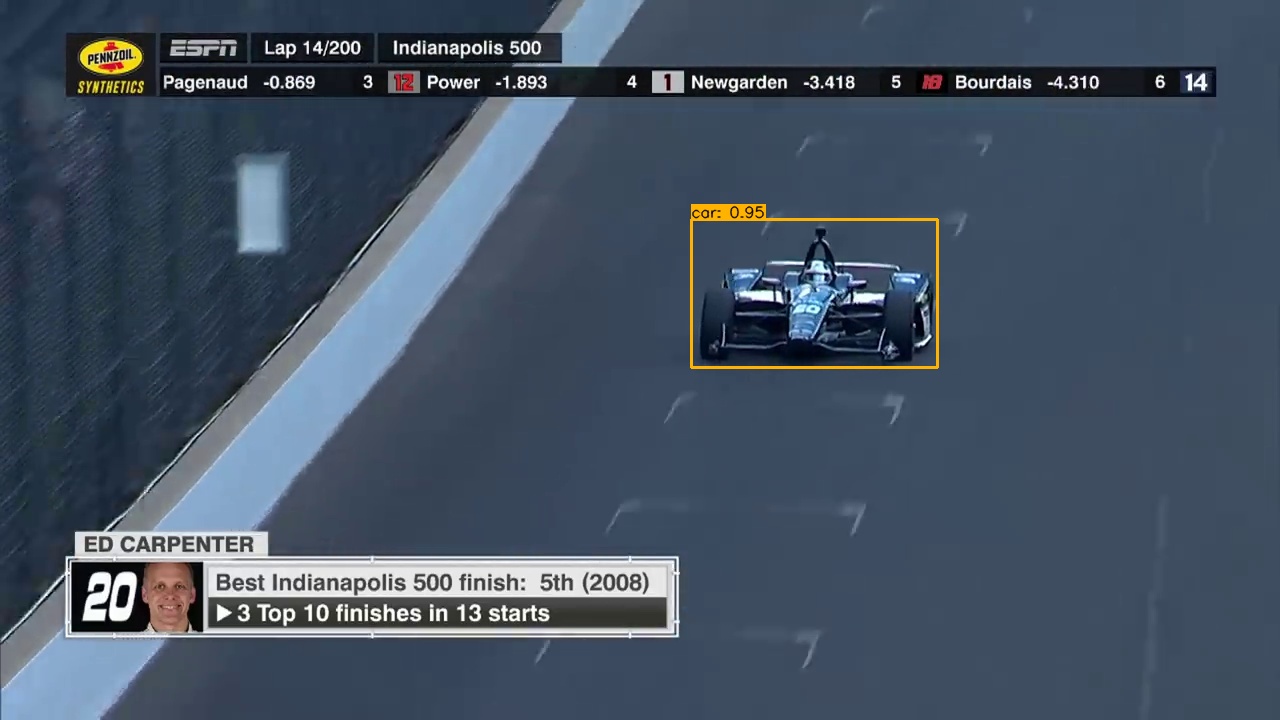 PENNZOIL
SYNTHETICS
ESPN Lap 14/200 Indianapolis 500
Pagenaud -0.869 3 12 Power -1.893 4 1 Newgarden -3.418 5 18 Bourdais -4.310 6 14
car: 0.95
20
ED CARPENTER
20 Best Indianapolis 500 finish: 5th (2008)
▶ 3 Top 10 finishes in 13 starts